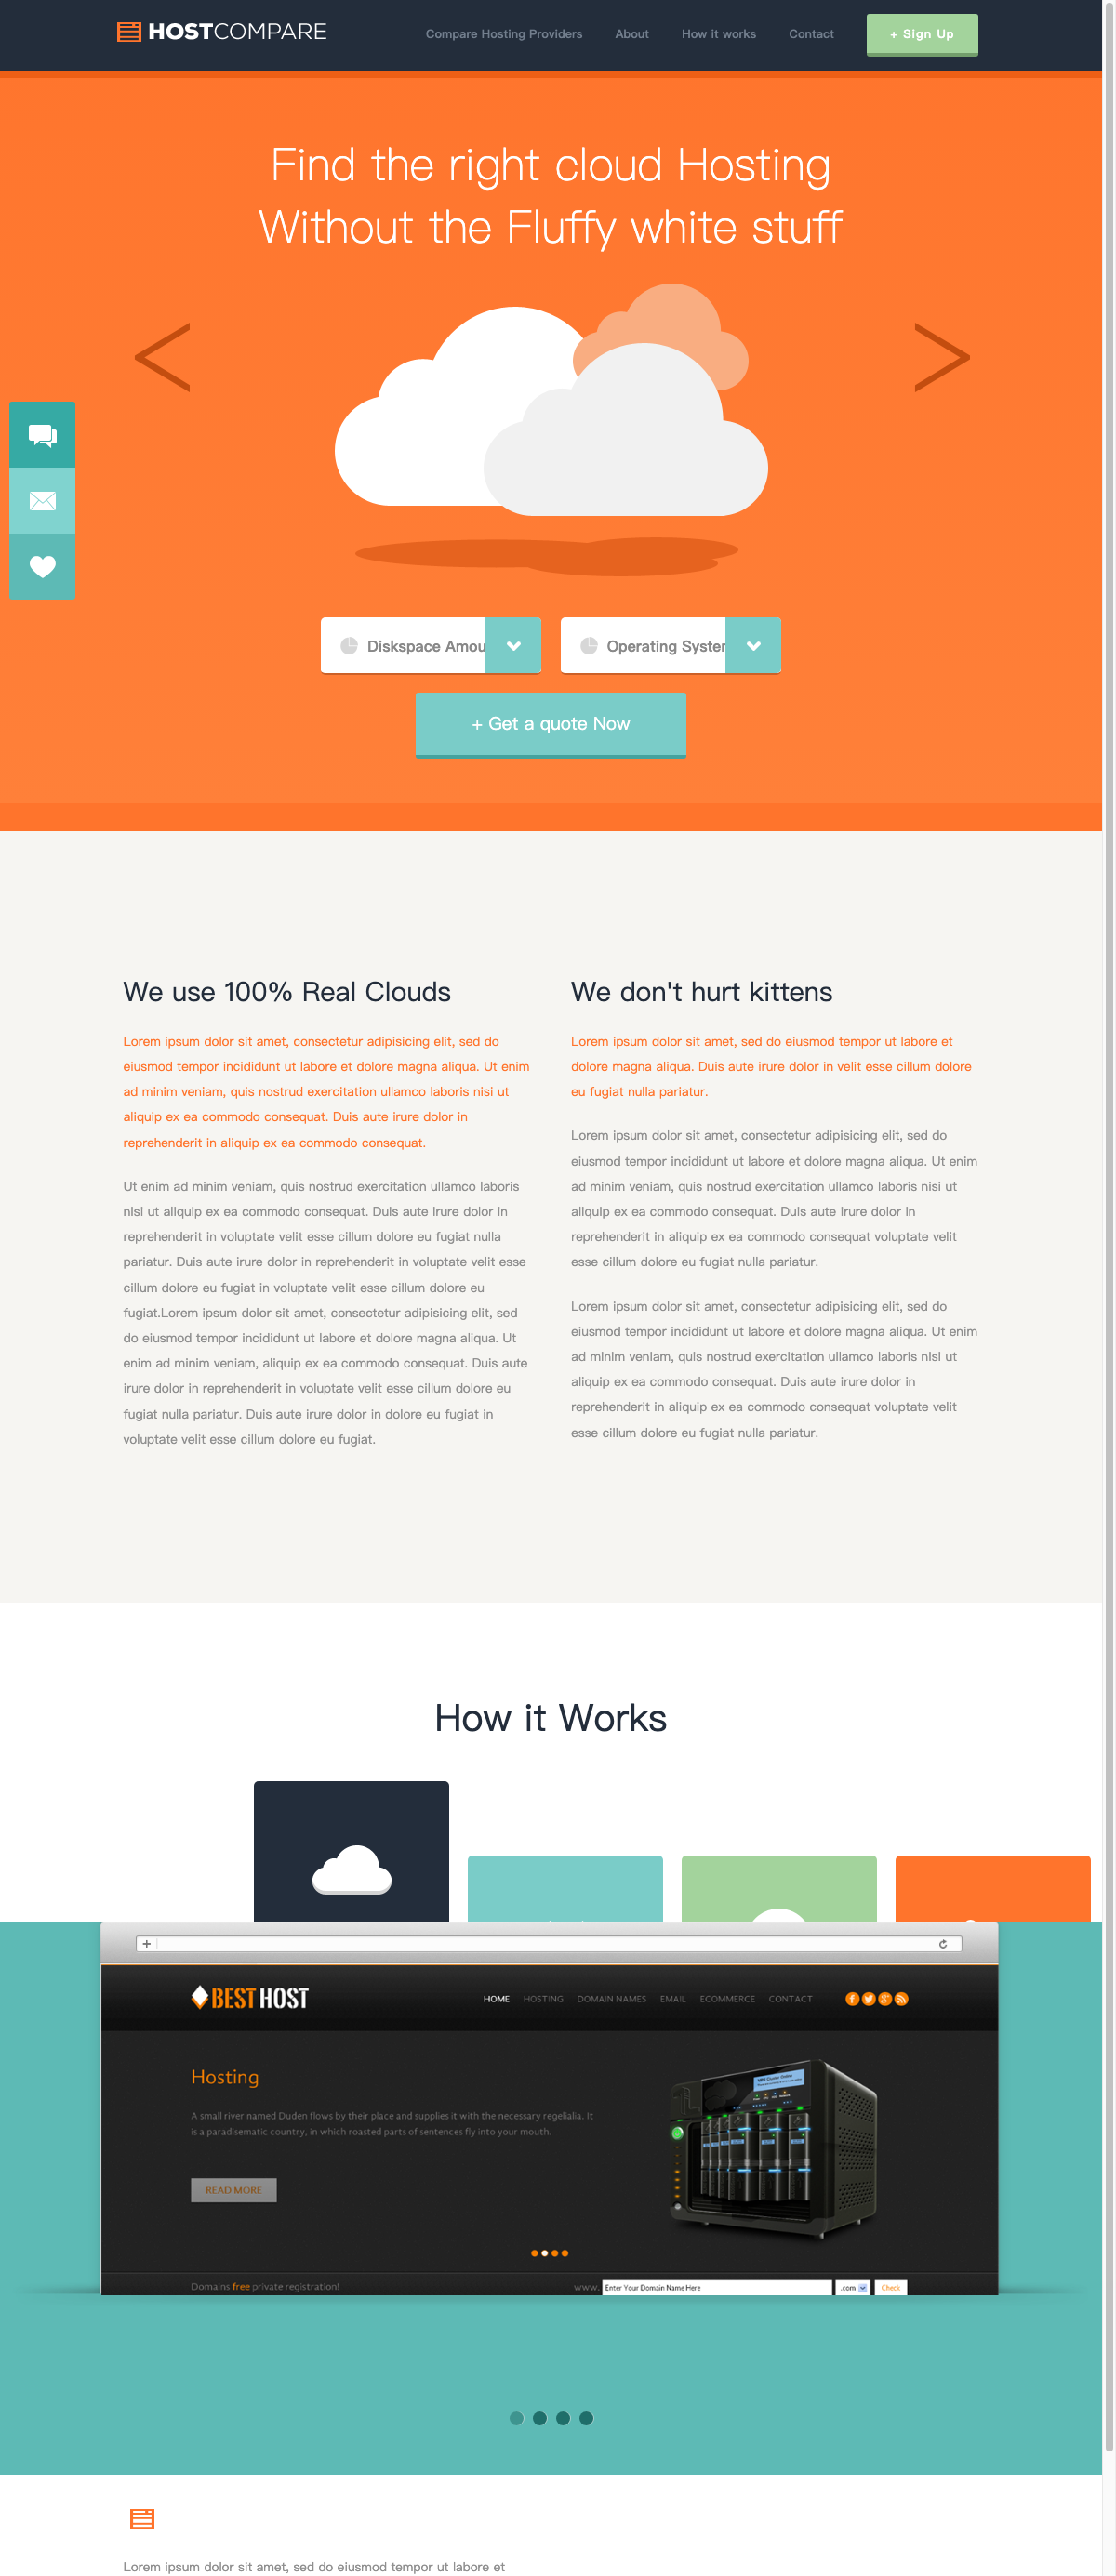 HOSTCOMPARE
Compare Hosting Providers
About
How it works
Contact
+ Sign Up
Find the right cloud Hosting
Without the Fluffy white stuff
Diskspace Amou
Operating Syster
+ Get a quote Now
We use 100% Real Clouds
Lorem ipsum dolor sit amet, consectetur adipisicing elit, sed do
eiusmod tempor incididunt ut labore et dolore magna aliqua. Ut enim
ad minim veniam, quis nostrud exercitation ullamco laboris nisi ut
aliquip ex ea commodo consequat. Duis aute irure dolor in
reprehenderit in aliquip ex ea commodo consequat.
Ut enim ad minim veniam, quis nostrud exercitation ullamco laboris
nisi ut aliquip ex ea commodo consequat. Duis aute irure dolor in
reprehenderit in voluptate velit esse cillum dolore eu fugiat nulla
pariatur. Duis aute irure dolor in reprehenderit in voluptate velit esse
cillum dolore eu fugiat in voluptate velit esse cillum dolore eu
fugiat.Lorem ipsum dolor sit amet, consectetur adipisicing elit, sed
do eiusmod tempor incididunt ut labore et dolore magna aliqua. Ut
enim ad minim veniam, aliquip ex ea commodo consequat. Duis aute
irure dolor in reprehenderit in voluptate velit esse cillum dolore eu
fugiat nulla pariatur. Duis aute irure dolor in dolore eu fugiat in
voluptate velit esse cillum dolore eu fugiat.
We don't hurt kittens
Lorem ipsum dolor sit amet, sed do eiusmod tempor ut labore et
dolore magna aliqua. Duis aute irure dolor in velit esse cillum dolore
eu fugiat nulla pariatur.
Lorem ipsum dolor sit amet, consectetur adipisicing elit, sed do
eiusmod tempor incididunt ut labore et dolore magna aliqua. Ut enim
ad minim veniam, quis nostrud exercitation ullamco laboris nisi ut
aliquip ex ea commodo consequat. Duis aute irure dolor in
reprehenderit in aliquip ex ea commodo consequat voluptate velit
esse cillum dolore eu fugiat nulla pariatur.
Lorem ipsum dolor sit amet, consectetur adipisicing elit, sed do
eiusmod tempor incididunt ut labore et dolore magna aliqua. Ut enim
ad minim veniam, quis nostrud exercitation ullamco laboris nisi ut
aliquip ex ea commodo consequat. Duis aute irure dolor in
reprehenderit in aliquip ex ea commodo consequat voluptate velit
esse cillum dolore eu fugiat nulla pariatur.
How it Works
BEST HOST
HOME
HOSTING
DOMAIN NAMES
EMAIL
ECOMMERCE
CONTACT
Hosting
A small river named Duden flows by their place and supplies it with the necessary regelialia. It
is a paradisematic country, in which roasted parts of sentences fly into your mouth.
READ MORE
Domains free private registration!
www.
Enter Your Domain Name Here
.com
Check
Lorem ipsum dolor sit amet, sed do eiusmod tempor ut labore et